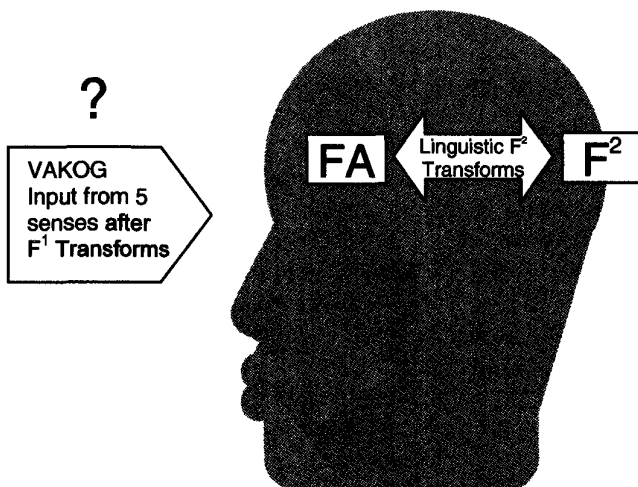 ?
VAKOG
Input from 5
senses after
F¹ Transforms
FA
Linguistic F²
Transforms
F²